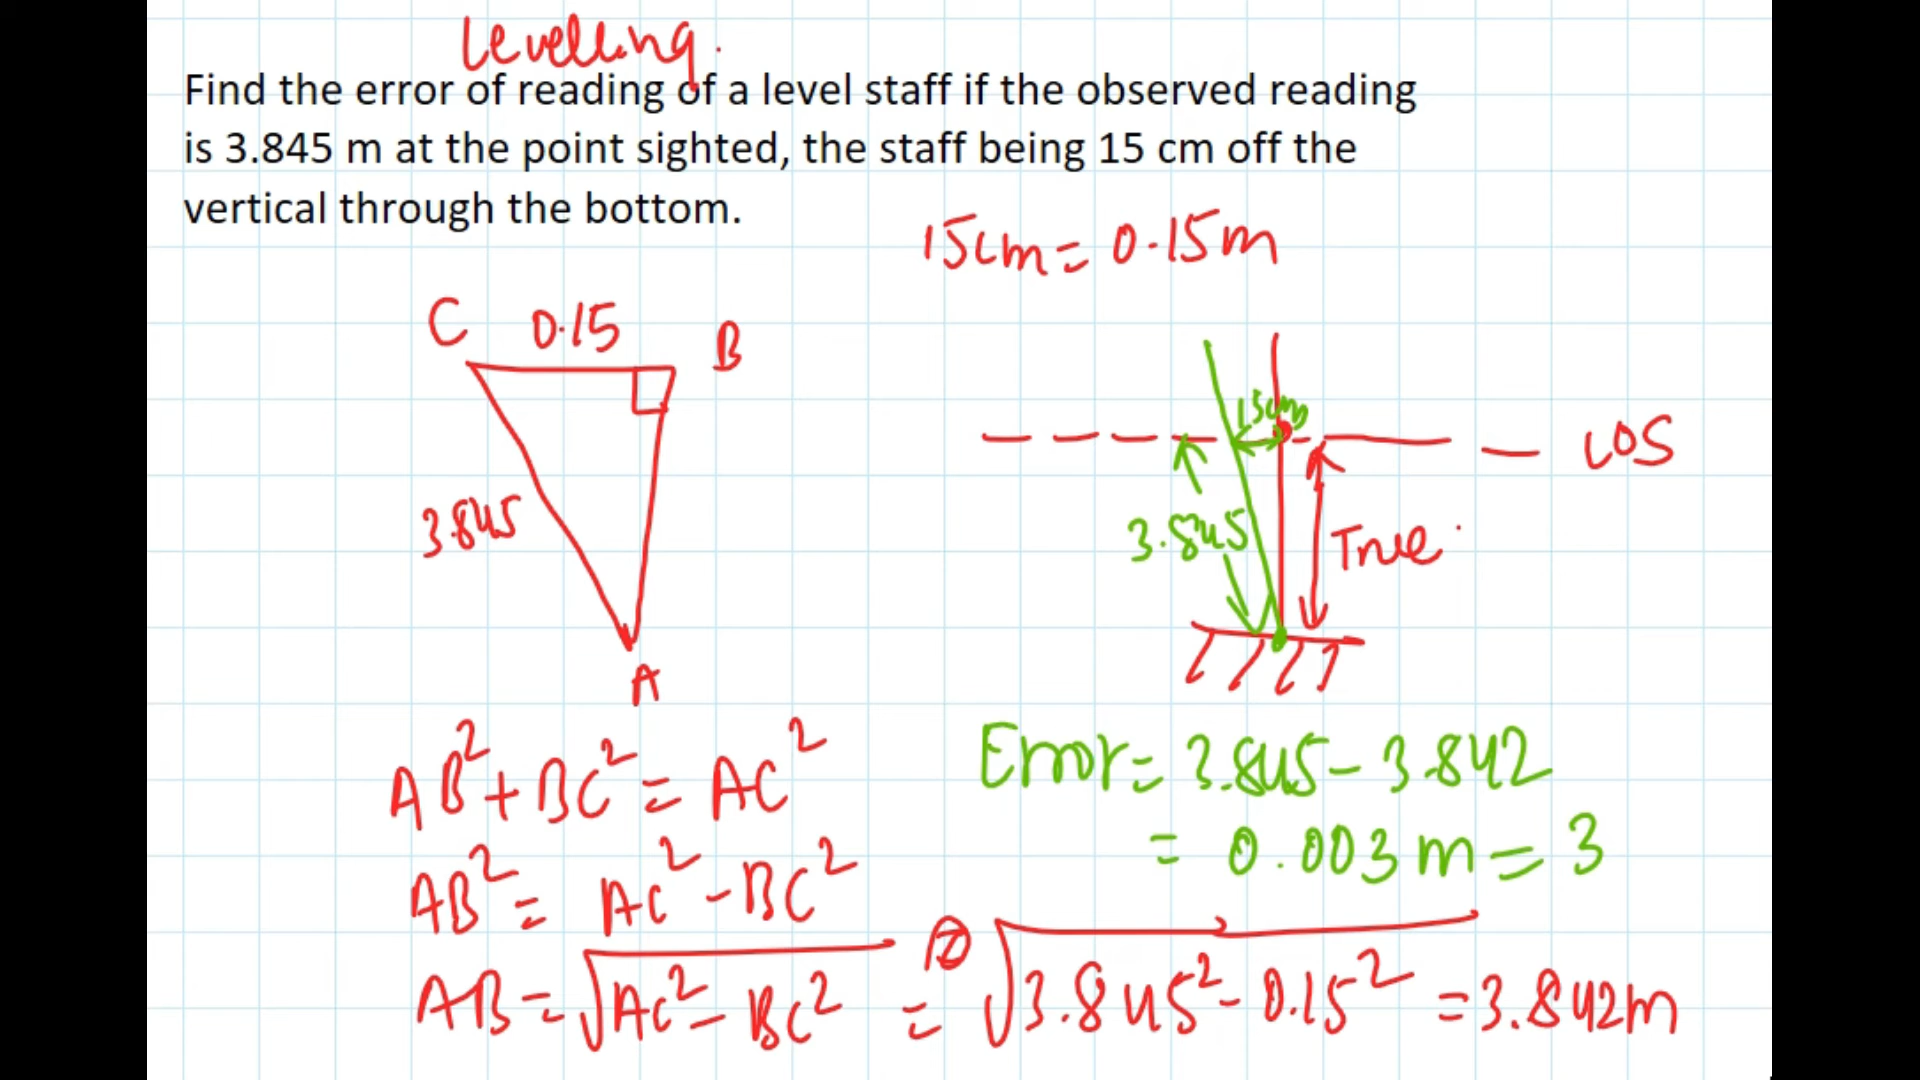 Levelling.
Find the error of reading of a level staff if the observed reading
is 3.845 m at the point sighted, the staff being 15 cm off the
vertical through the bottom.
15cm = 0.15m
C 0.15 B
3.845
A
15cm
LOS
3.845
True
AB² + BC² = AC²
AB² = AC² - BC²
AB = √AC² - BC² = √3.845² - 0.15² = 3.842m
Error = 3.845 - 3.842
= 0.003 m = 3